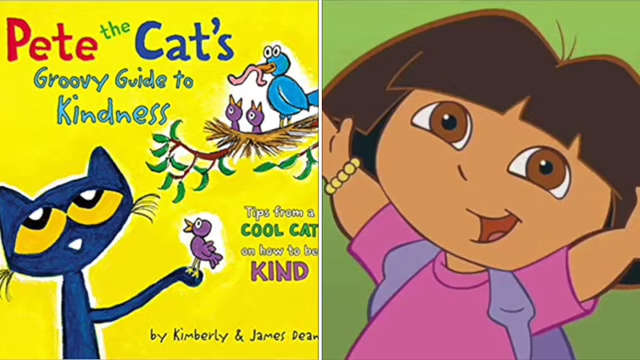 Pete the Cat's
Groovy Guide to
Kindness
Tips from a
COOL CAT
on how to be
KIND
by Kimberly & James Dean